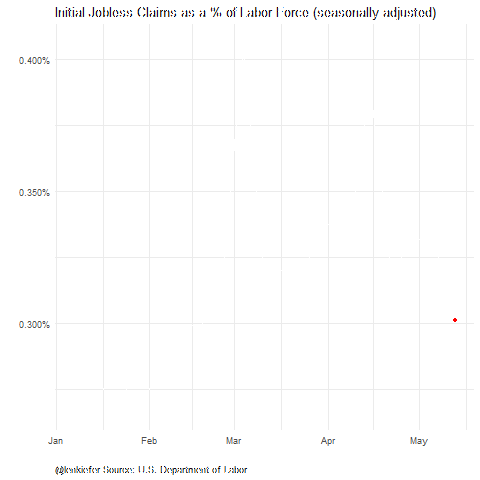 Initial Jobless Claims as a % of Labor Force (seasonally adjusted)
0.400%
0.350%
0.300%
Jan Feb Mar Apr May
@lenkiefer Source: U.S. Department of Labor